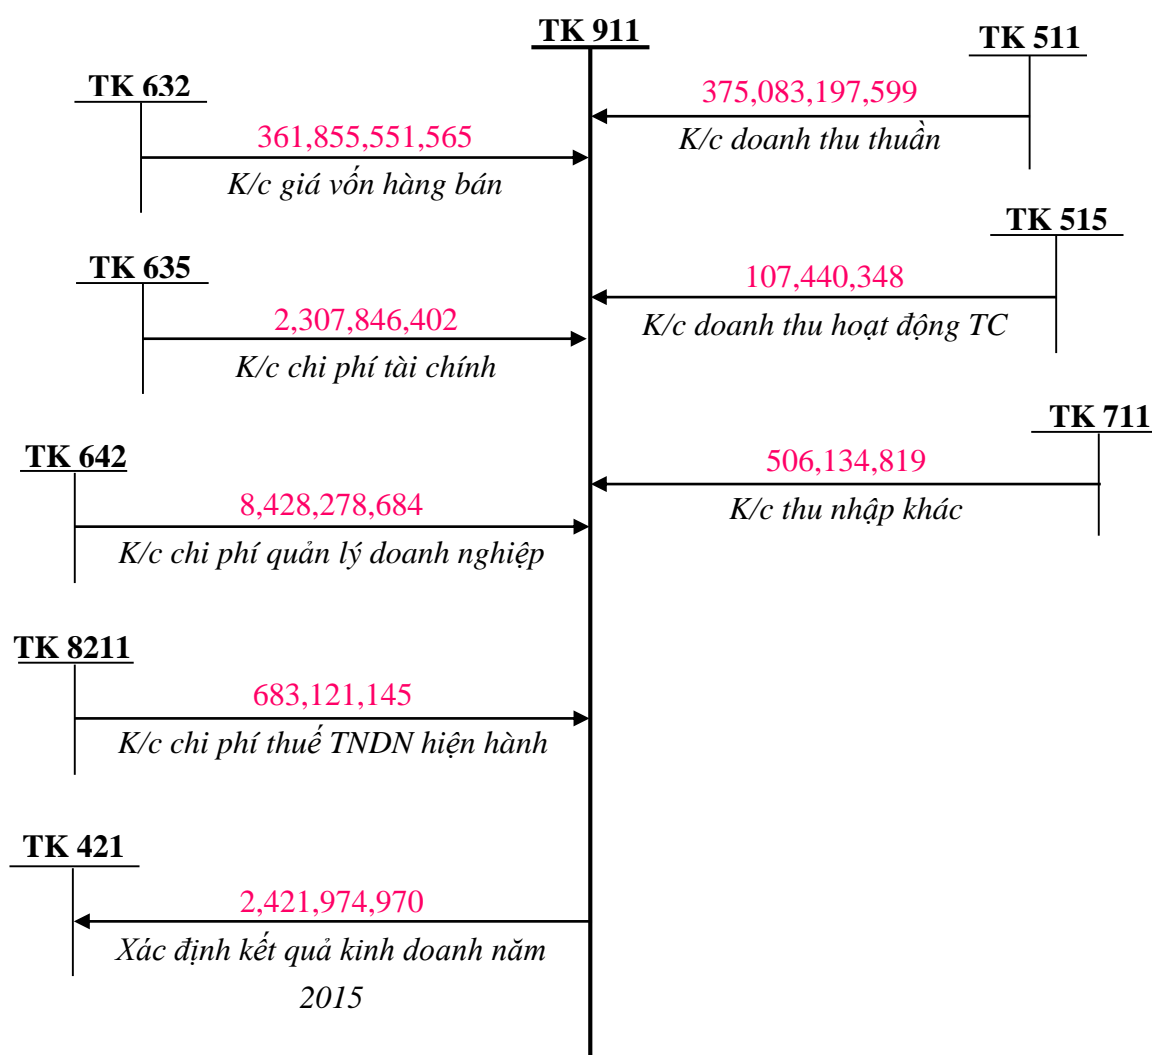 TK 911
TK 511
TK 632
375,083,197,599
K/c doanh thu thuần
361,855,551,565
K/c giá vốn hàng bán
TK 515
TK 635
107,440,348
K/c doanh thu hoạt động TC
2,307,846,402
K/c chi phí tài chính
TK 711
TK 642
506,134,819
K/c thu nhập khác
8,428,278,684
K/c chi phí quản lý doanh nghiệp
TK 8211
683,121,145
K/c chi phí thuế TNDN hiện hành
TK 421
2,421,974,970
Xác định kết quả kinh doanh năm
2015